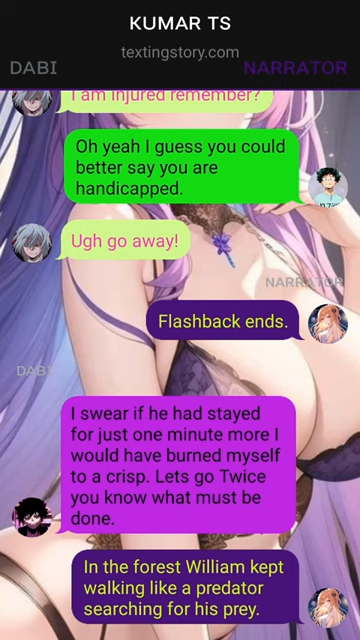 KUMAR TS
textingstory.com
DABI
NARRATOR
I am injured remember?
Oh yeah I guess you could
better say you are
handicapped.
Ugh go away!
NARRATOR
Flashback ends.
DABI
I swear if he had stayed
for just one minute more I
would have burned myself
to a crisp. Lets go Twice
you know what must be
done.
In the forest William kept
walking like a predator
searching for his prey.